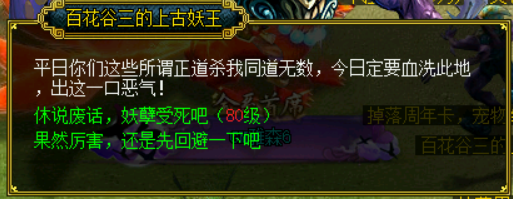 百花谷三的上古妖王
平日你们这些所谓正道杀我同道无数，今日定要血洗此地
，出这一口恶气！
休说废话，妖孽受死吧（80级）
果然厉害，还是先回避一下吧
掉落周年卡，宠物
百花谷三的